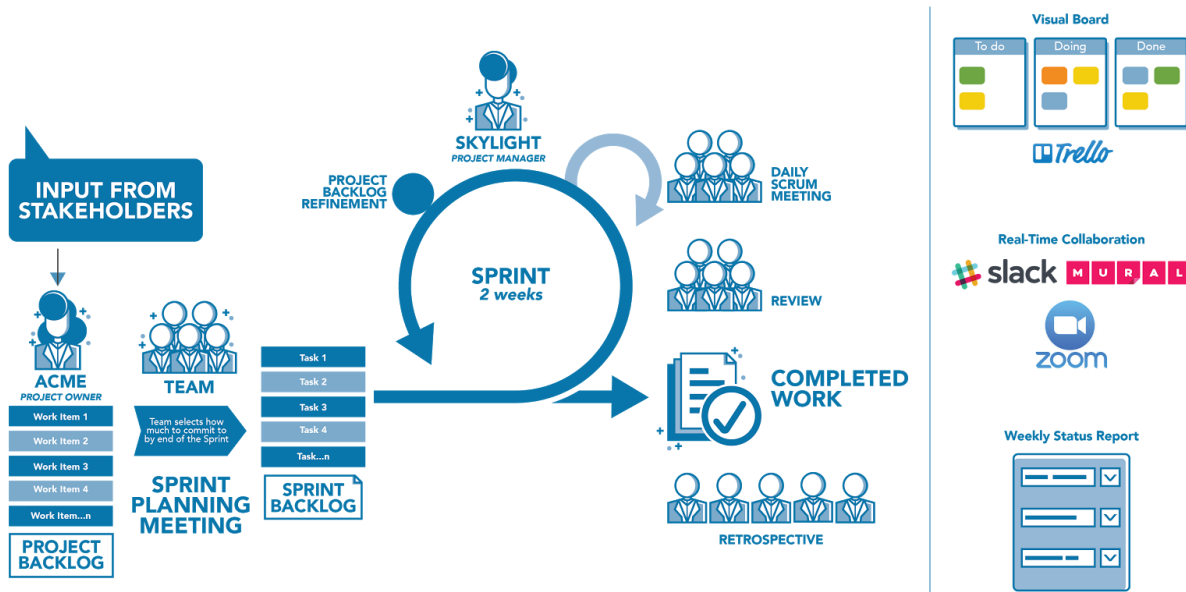 INPUT FROM
STAKEHOLDERS
ACME
PROJECT OWNER
Work Item 1
Work Item 2
Work Item 3
Work Item 4
Work Item...n
PROJECT
BACKLOG
TEAM
Team selects how
much to commit to
by end of the Sprint
SPRINT
PLANNING
MEETING
Task 1
Task 2
Task 3
Task 4
Task...n
SPRINT
BACKLOG
SKYLIGHT
PROJECT MANAGER
PROJECT
BACKLOG
REFINEMENT
SPRINT
2 weeks
DAILY
SCRUM
MEETING
REVIEW
COMPLETED
WORK
RETROSPECTIVE
Visual Board
To do
Doing
Done
Trello
Real-Time Collaboration
slack
MURAL
zoom
Weekly Status Report